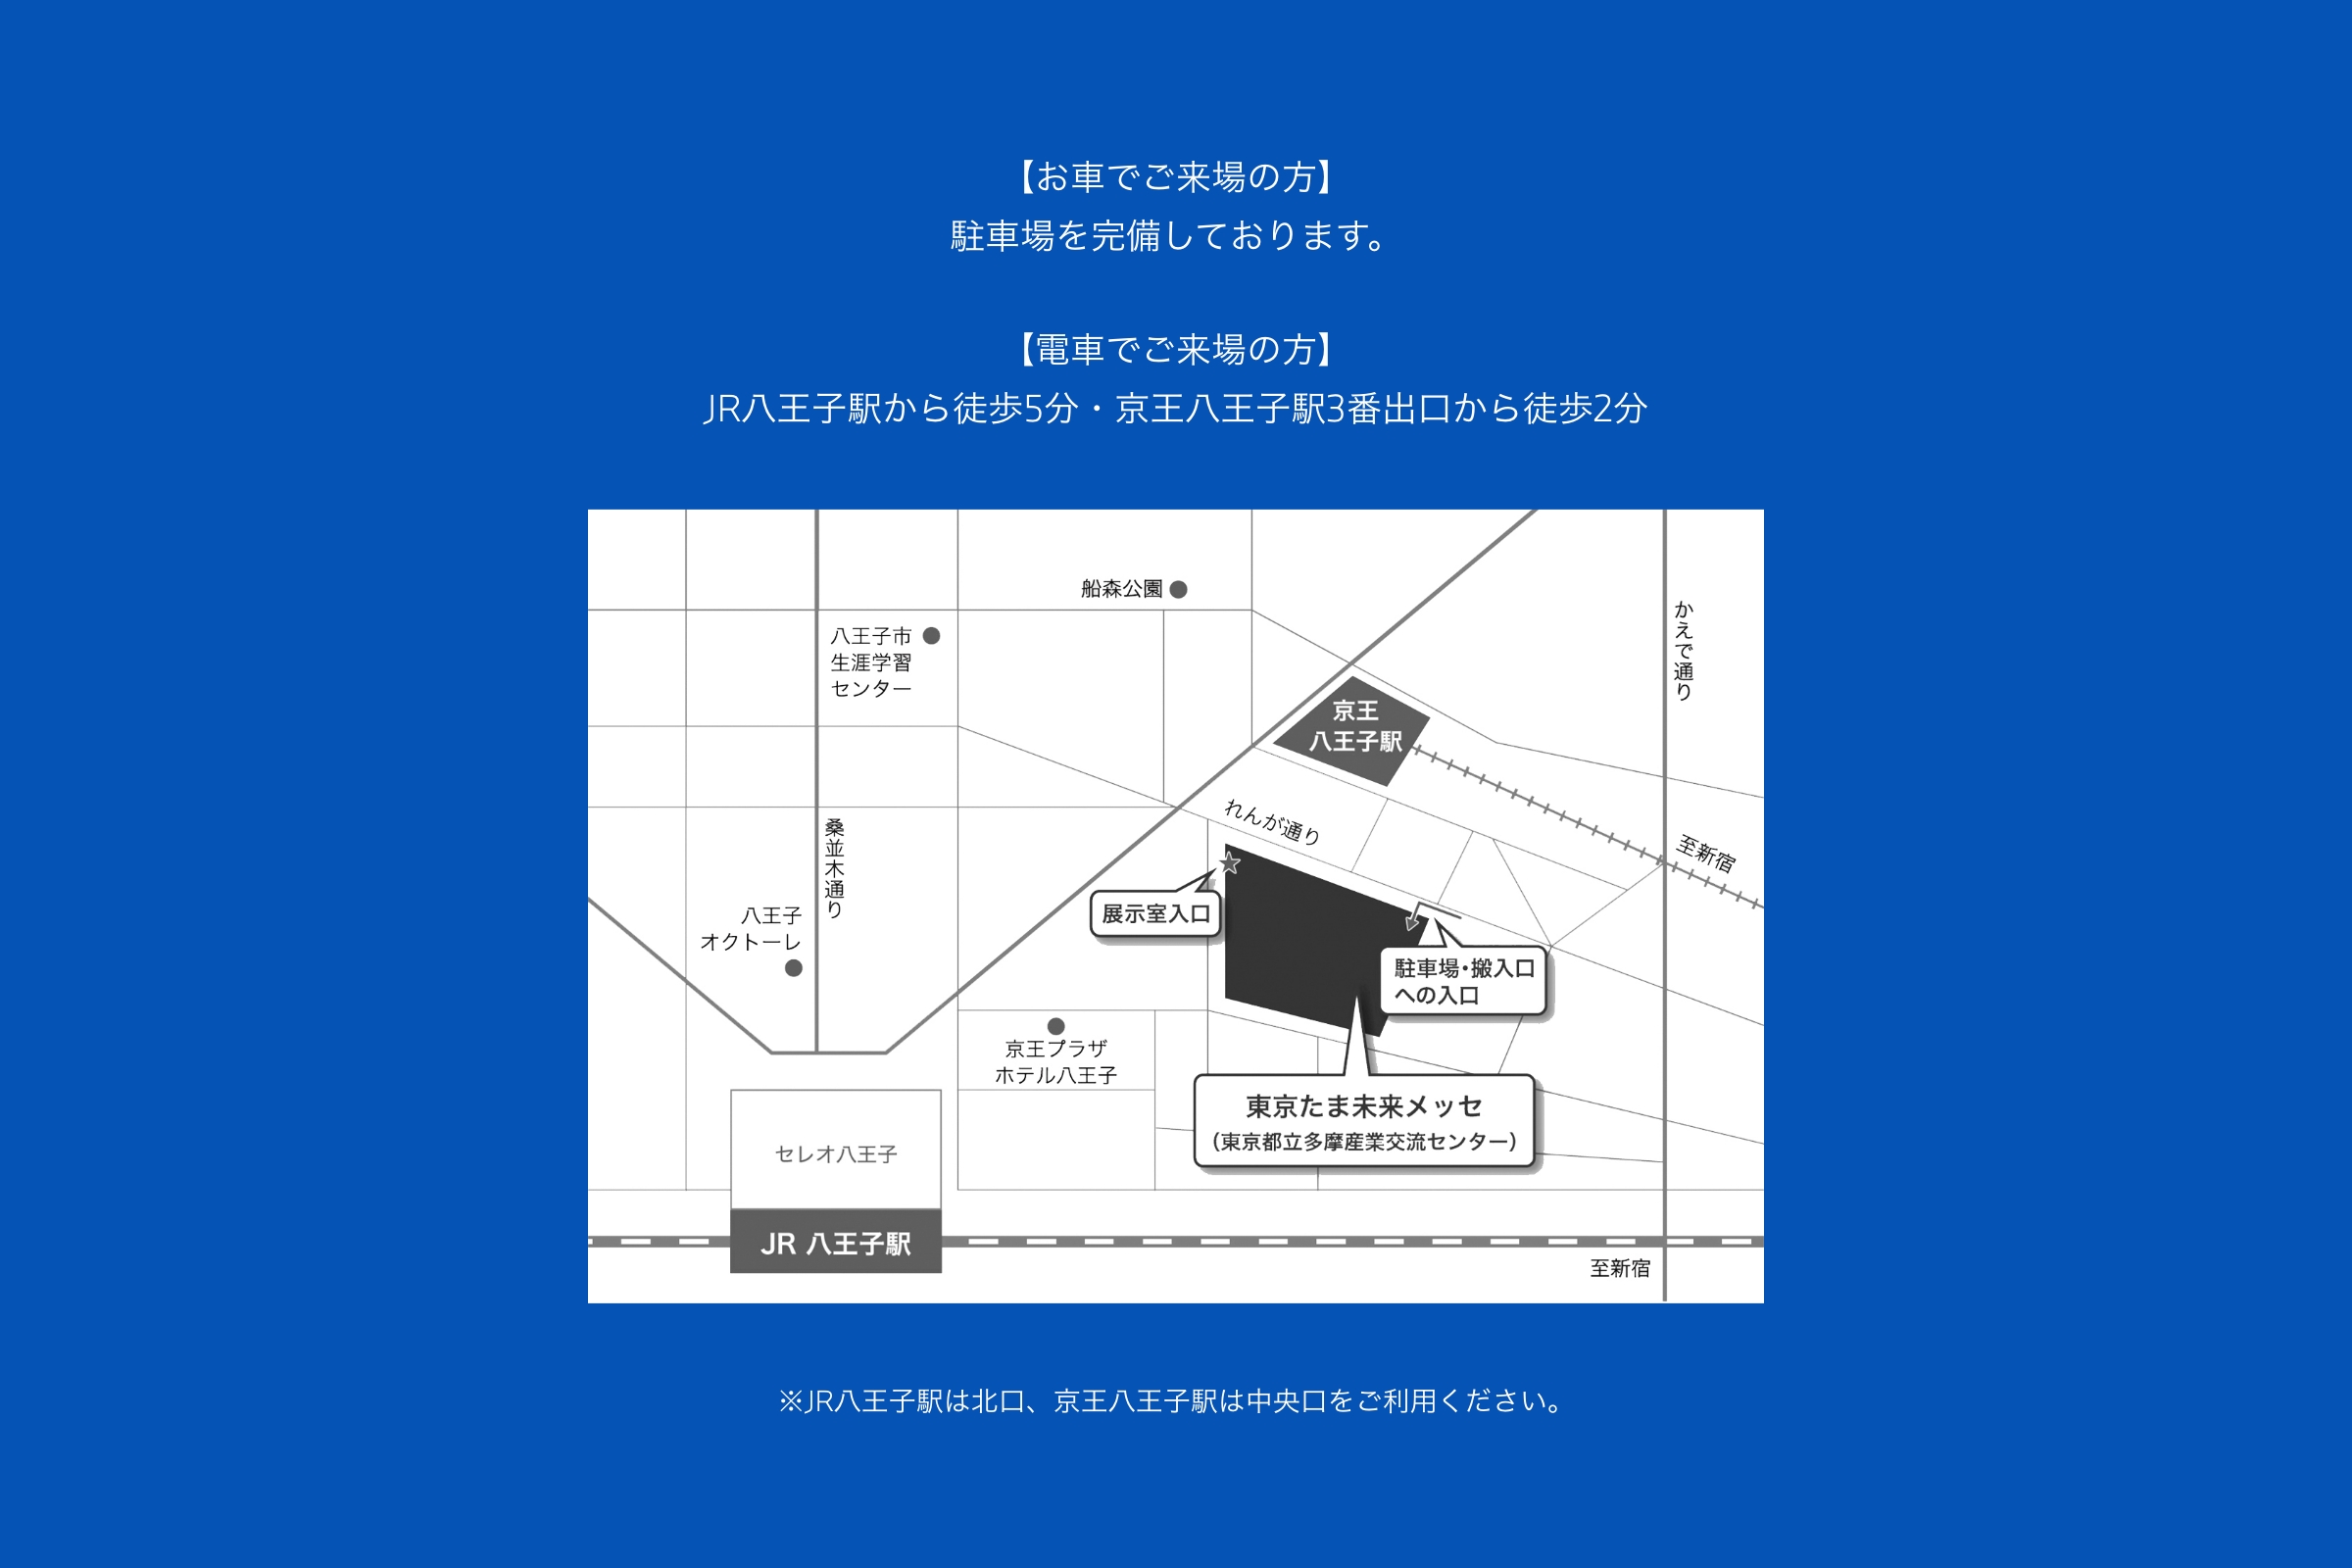 【お車でご来場の方】
駐車場を完備しております。
【電車でご来場の方】
JR八王子駅から徒歩5分・京王八王子駅3番出口から徒歩2分
船森公園
八王子市
生涯学習
センター
かえで通り
京王
八王子駅
れんが通り
桑並木通り
至新宿
展示室入口
八王子
オクトーレ
駐車場・搬入口
への入口
京王プラザ
ホテル八王子
東京たま未来メッセ
（東京都立多摩産業交流センター）
セレオ八王子
JR 八王子駅
至新宿
※JR八王子駅は北口、京王八王子駅は中央口をご利用ください。